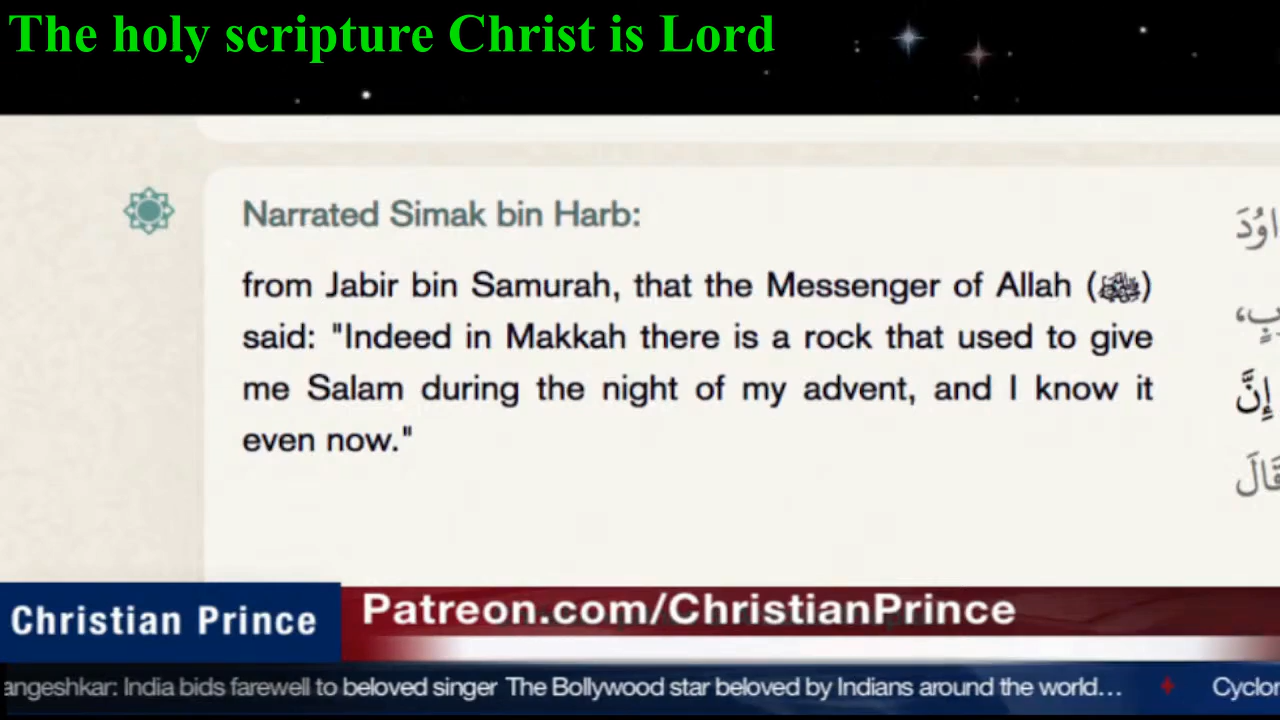 The holy scripture Christ is Lord
Narrated Simak bin Harb:
from Jabir bin Samurah, that the Messenger of Allah (ﷺ)
said: "Indeed in Makkah there is a rock that used to give
me Salam during the night of my advent, and I know it
even now."
إِنَّ
Christian Prince
Patreon.com/ChristianPrince
angeshkar: India bids farewell to beloved singer The Bollywood star beloved by Indians around the world...